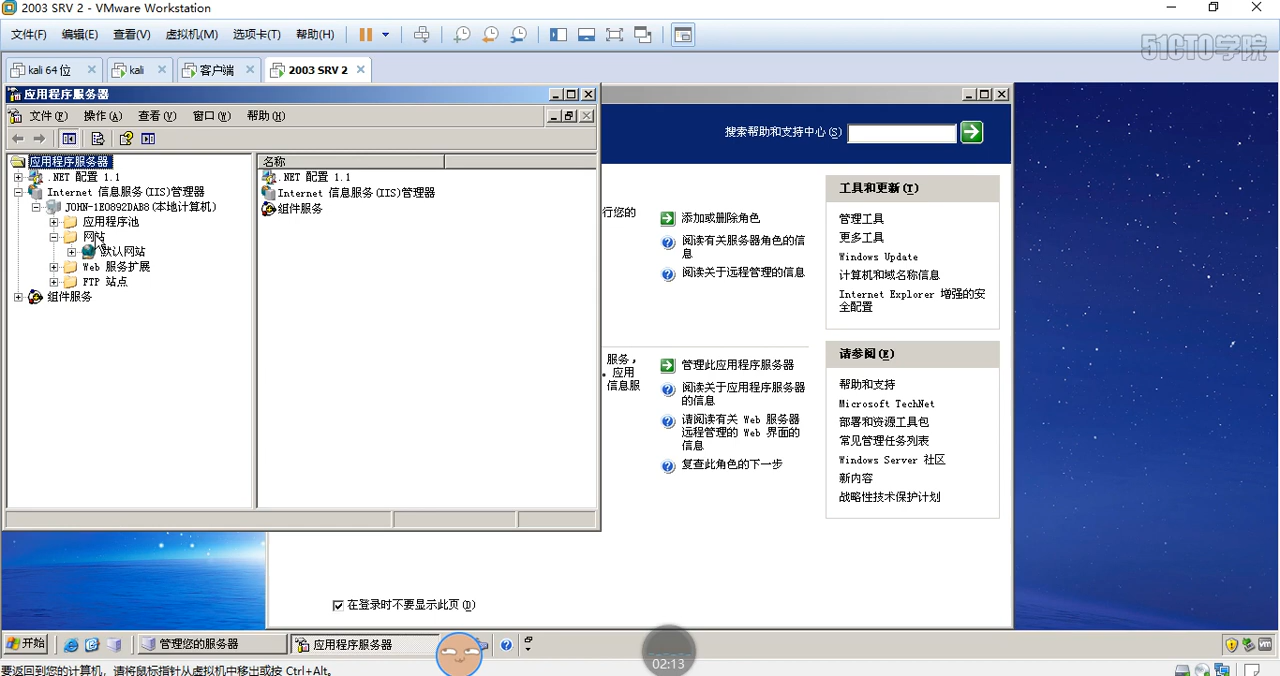 2003 SRV 2 - VMware Workstation
文件(F) 编辑(E) 查看(V) 虚拟机(M) 选项卡(T) 帮助(H)
51CTO学院
kali 64 位 kali 客户端 2003 SRV 2
应用程序服务器
文件(F) 操作(A) 查看(V) 窗口(W) 帮助(H)
应用程序服务器
.NET 配置 1.1
Internet 信息服务(IIS)管理器
JOHN-1E0892DAB8(本地计算机)
应用程序池
网站
默认网站
Web 服务扩展
FTP 站点
组件服务
名称
.NET 配置 1.1
Internet 信息服务(IIS)管理器
组件服务
搜索帮助和支持中心(S)
行您的
添加或删除角色
阅读有关服务器角色的信
息
阅读关于远程管理的信息
服务，
。应用
信息服
管理此应用程序服务器
阅读关于应用程序服务器
的信息
请阅读有关 Web 服务器
远程管理的 Web 界面的
信息
复查此角色的下一步
工具和更新(T)
管理工具
更多工具
Windows Update
计算机和域名称信息
Internet Explorer 增强的安
全配置
请参阅(E)
帮助和支持
Microsoft TechNet
部署和资源工具包
常见管理任务列表
Windows Server 社区
新内容
战略性技术保护计划
在登录时不要显示此页(D)
开始 管理您的服务器 应用程序服务器
02:13
要返回到您的计算机，请将鼠标指针从虚拟机中移出或按 Ctrl+Alt。